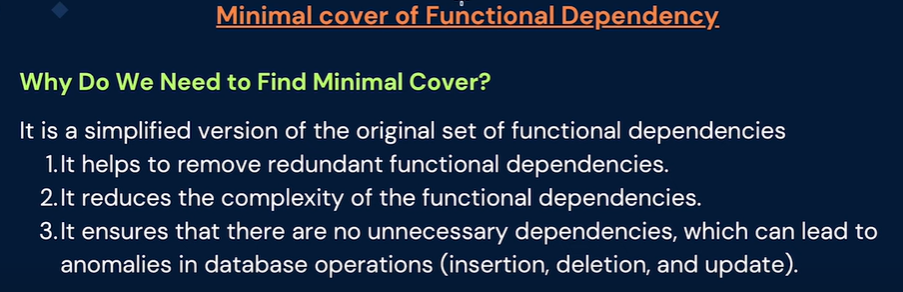 Minimal cover of Functional Dependency
Why Do We Need to Find Minimal Cover?
It is a simplified version of the original set of functional dependencies
1.It helps to remove redundant functional dependencies.
2.It reduces the complexity of the functional dependencies.
3.It ensures that there are no unnecessary dependencies, which can lead to
anomalies in database operations (insertion, deletion, and update).